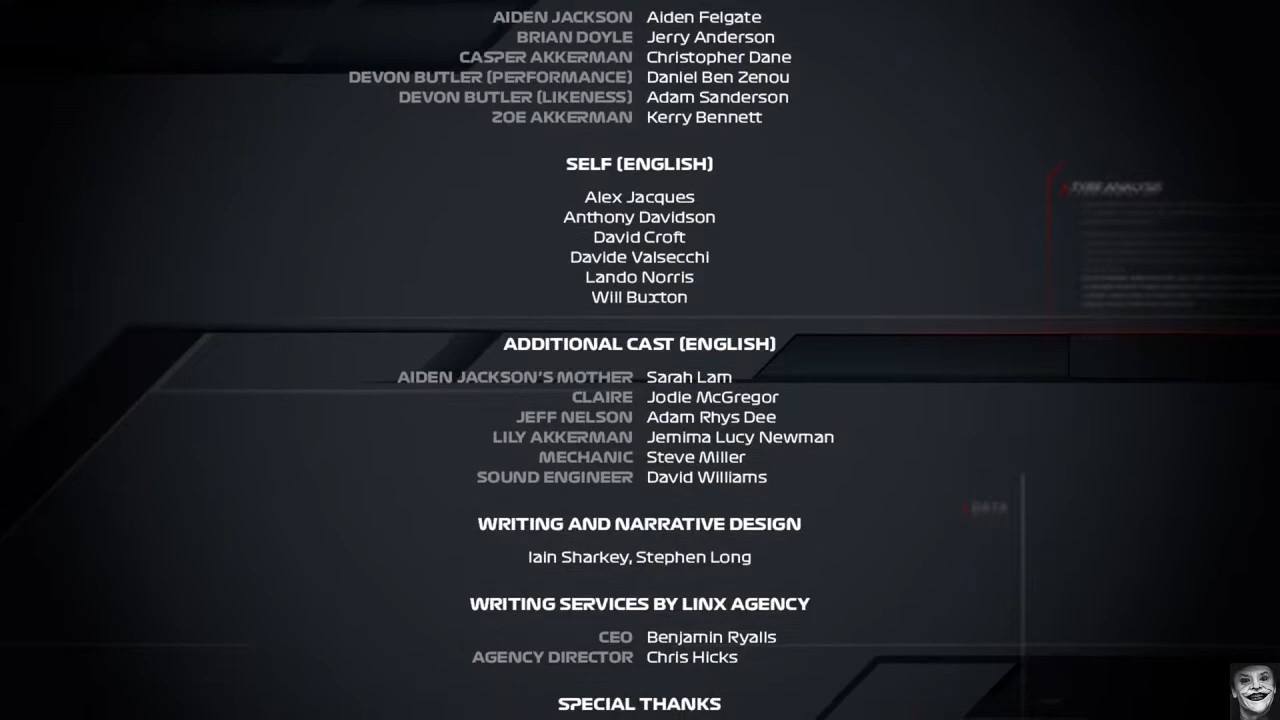 AIDEN JACKSON Aiden Felgate
BRIAN DOYLE Jerry Anderson
CASPER AKKERMAN Christopher Dane
DEVON BUTLER (PERFORMANCE) Daniel Ben Zenou
DEVON BUTLER (LIKENESS) Adam Sanderson
ZOE AKKERMAN Kerry Bennett
SELF (ENGLISH)
Alex Jacques
Anthony Davidson
David Croft
Davide Valsecchi
Lando Norris
Will Buxton
ADDITIONAL CAST (ENGLISH)
AIDEN JACKSON'S MOTHER Sarah Lam
CLAIRE Jodie McGregor
JEFF NELSON Adam Rhys Dee
LILY AKKERMAN Jemima Lucy Newman
MECHANIC Steve Miller
SOUND ENGINEER David Williams
WRITING AND NARRATIVE DESIGN
Iain Sharkey, Stephen Long
WRITING SERVICES BY LINX AGENCY
CEO Benjamin Ryalls
AGENCY DIRECTOR Chris Hicks
SPECIAL THANKS
TYRE ANALYSIS
DATA